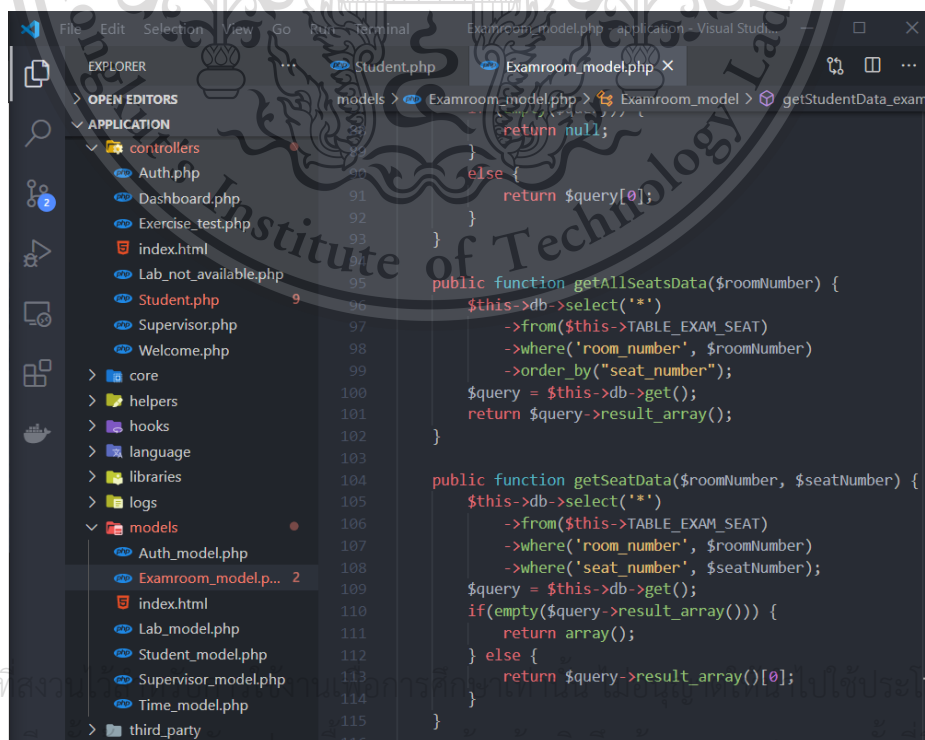 File Edit Selection View Go Run Terminal Examroom_model.php - application - Visual Studi...
EXPLORER
Student.php
Examroom_model.php
OPEN EDITORS
models > Examroom_model.php > Examroom_model > getStudentData_exam
APPLICATION
controllers
Auth.php
Dashboard.php
Exercise_test.php
index.html
Lab_not_available.php
Student.php 9
Supervisor.php
Welcome.php
core
helpers
hooks
language
libraries
logs
models
Auth_model.php
Examroom_model.p... 2
index.html
Lab_model.php
Student_model.php
Supervisor_model.php
Time_model.php
third_party
2
return null;
}
90 else {
91 return $query[0];
92 }
93 }
94
95 public function getAllSeatsData($roomNumber) {
96 $this->db->select('*')
97 ->from($this->TABLE_EXAM_SEAT)
98 ->where('room_number', $roomNumber)
99 ->order_by("seat_number");
100 $query = $this->db->get();
101 return $query->result_array();
102 }
103
104 public function getSeatData($roomNumber, $seatNumber) {
105 $this->db->select('*')
106 ->from($this->TABLE_EXAM_SEAT)
107 ->where('room_number', $roomNumber)
108 ->where('seat_number', $seatNumber);
109 $query = $this->db->get();
110 if(empty($query->result_array())) {
111 return array();
112 } else {
113 return $query->result_array()[0];
114 }
115 }
Institute of Technology